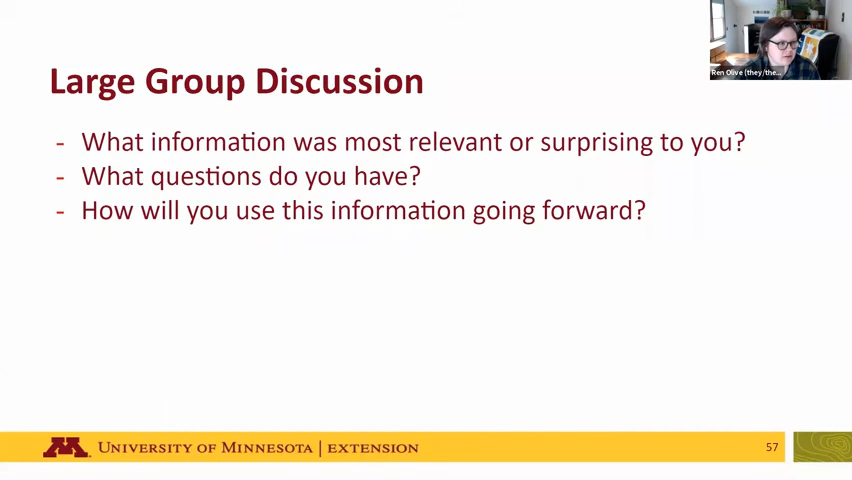 Ren Olive (they/the...
Large Group Discussion
- What information was most relevant or surprising to you?
- What questions do you have?
- How will you use this information going forward?
M
UNIVERSITY OF MINNESOTA | EXTENSION
57